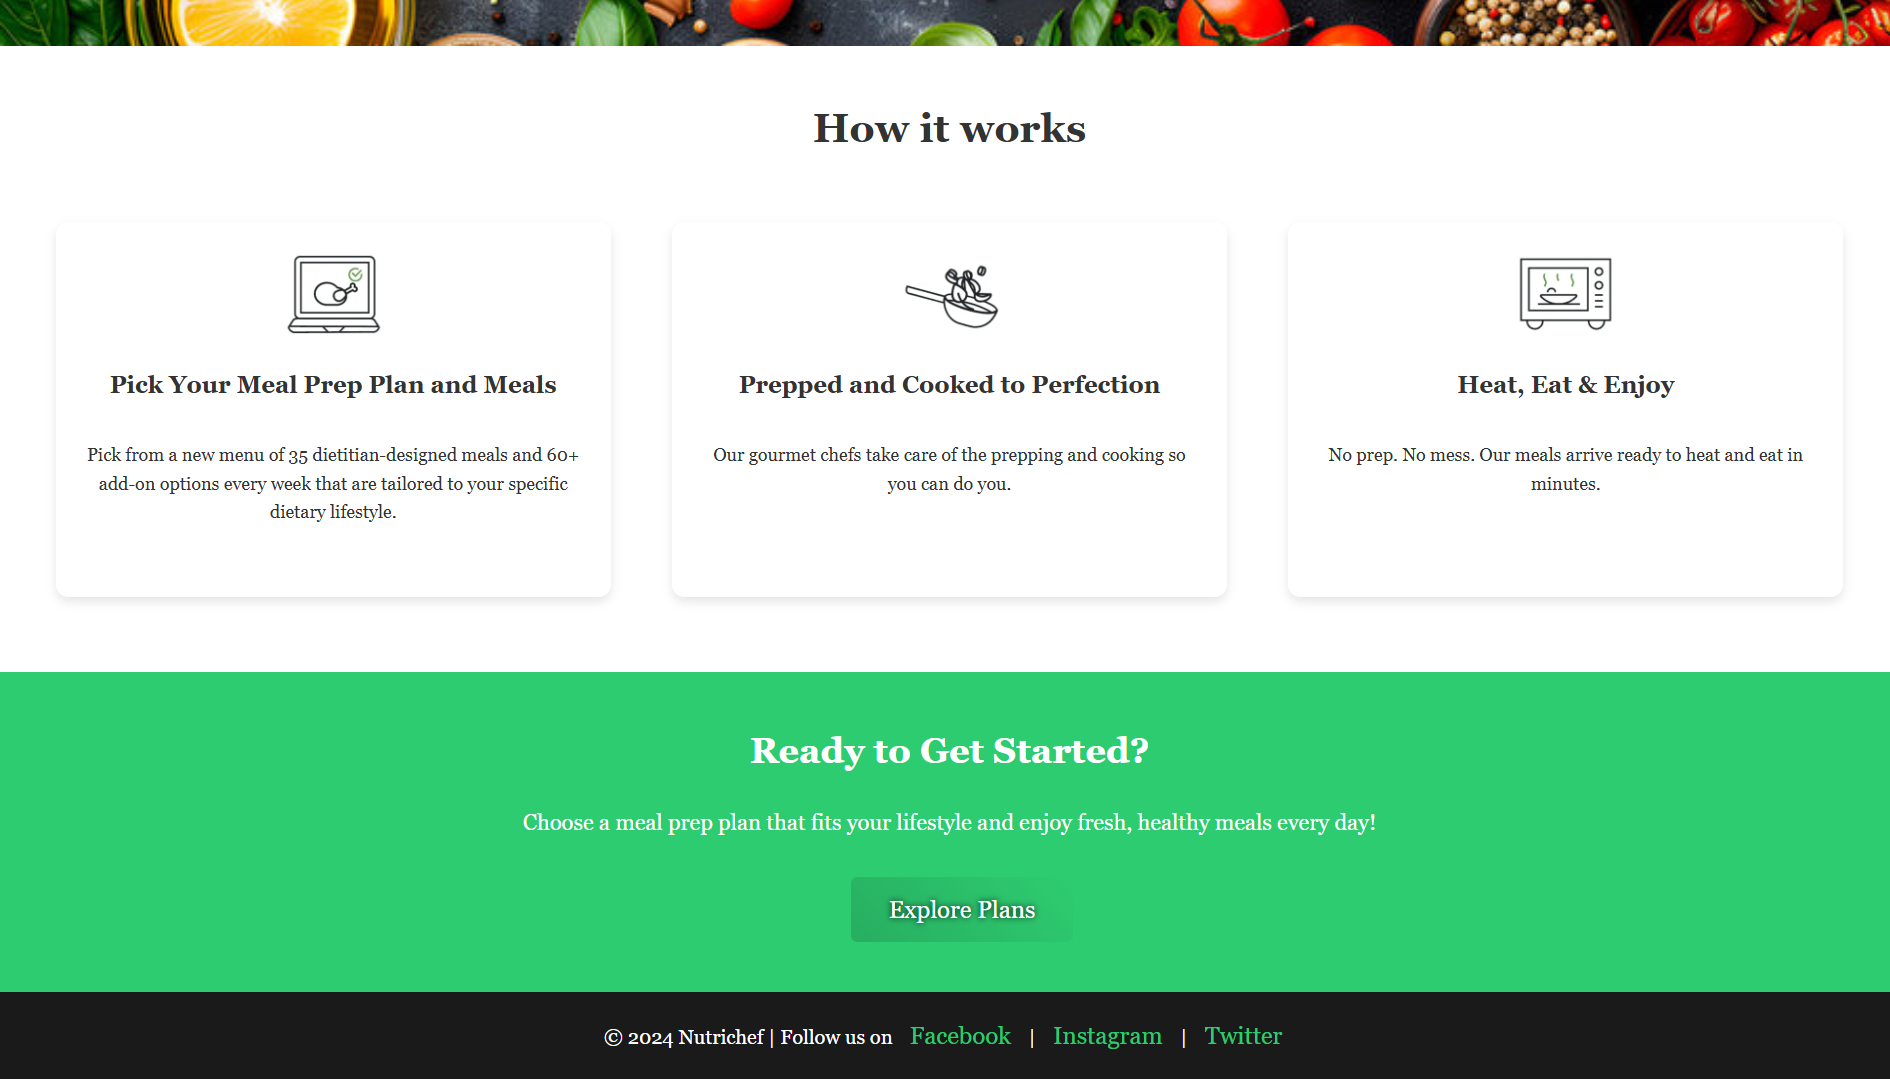 How it works
Pick Your Meal Prep Plan and Meals
Pick from a new menu of 35 dietitian-designed meals and 60+
add-on options every week that are tailored to your specific
dietary lifestyle.
Prepped and Cooked to Perfection
Our gourmet chefs take care of the prepping and cooking so
you can do you.
Heat, Eat & Enjoy
No prep. No mess. Our meals arrive ready to heat and eat in
minutes.
Ready to Get Started?
Choose a meal prep plan that fits your lifestyle and enjoy fresh, healthy meals every day!
Explore Plans
© 2024 Nutrichef | Follow us on Facebook | Instagram | Twitter